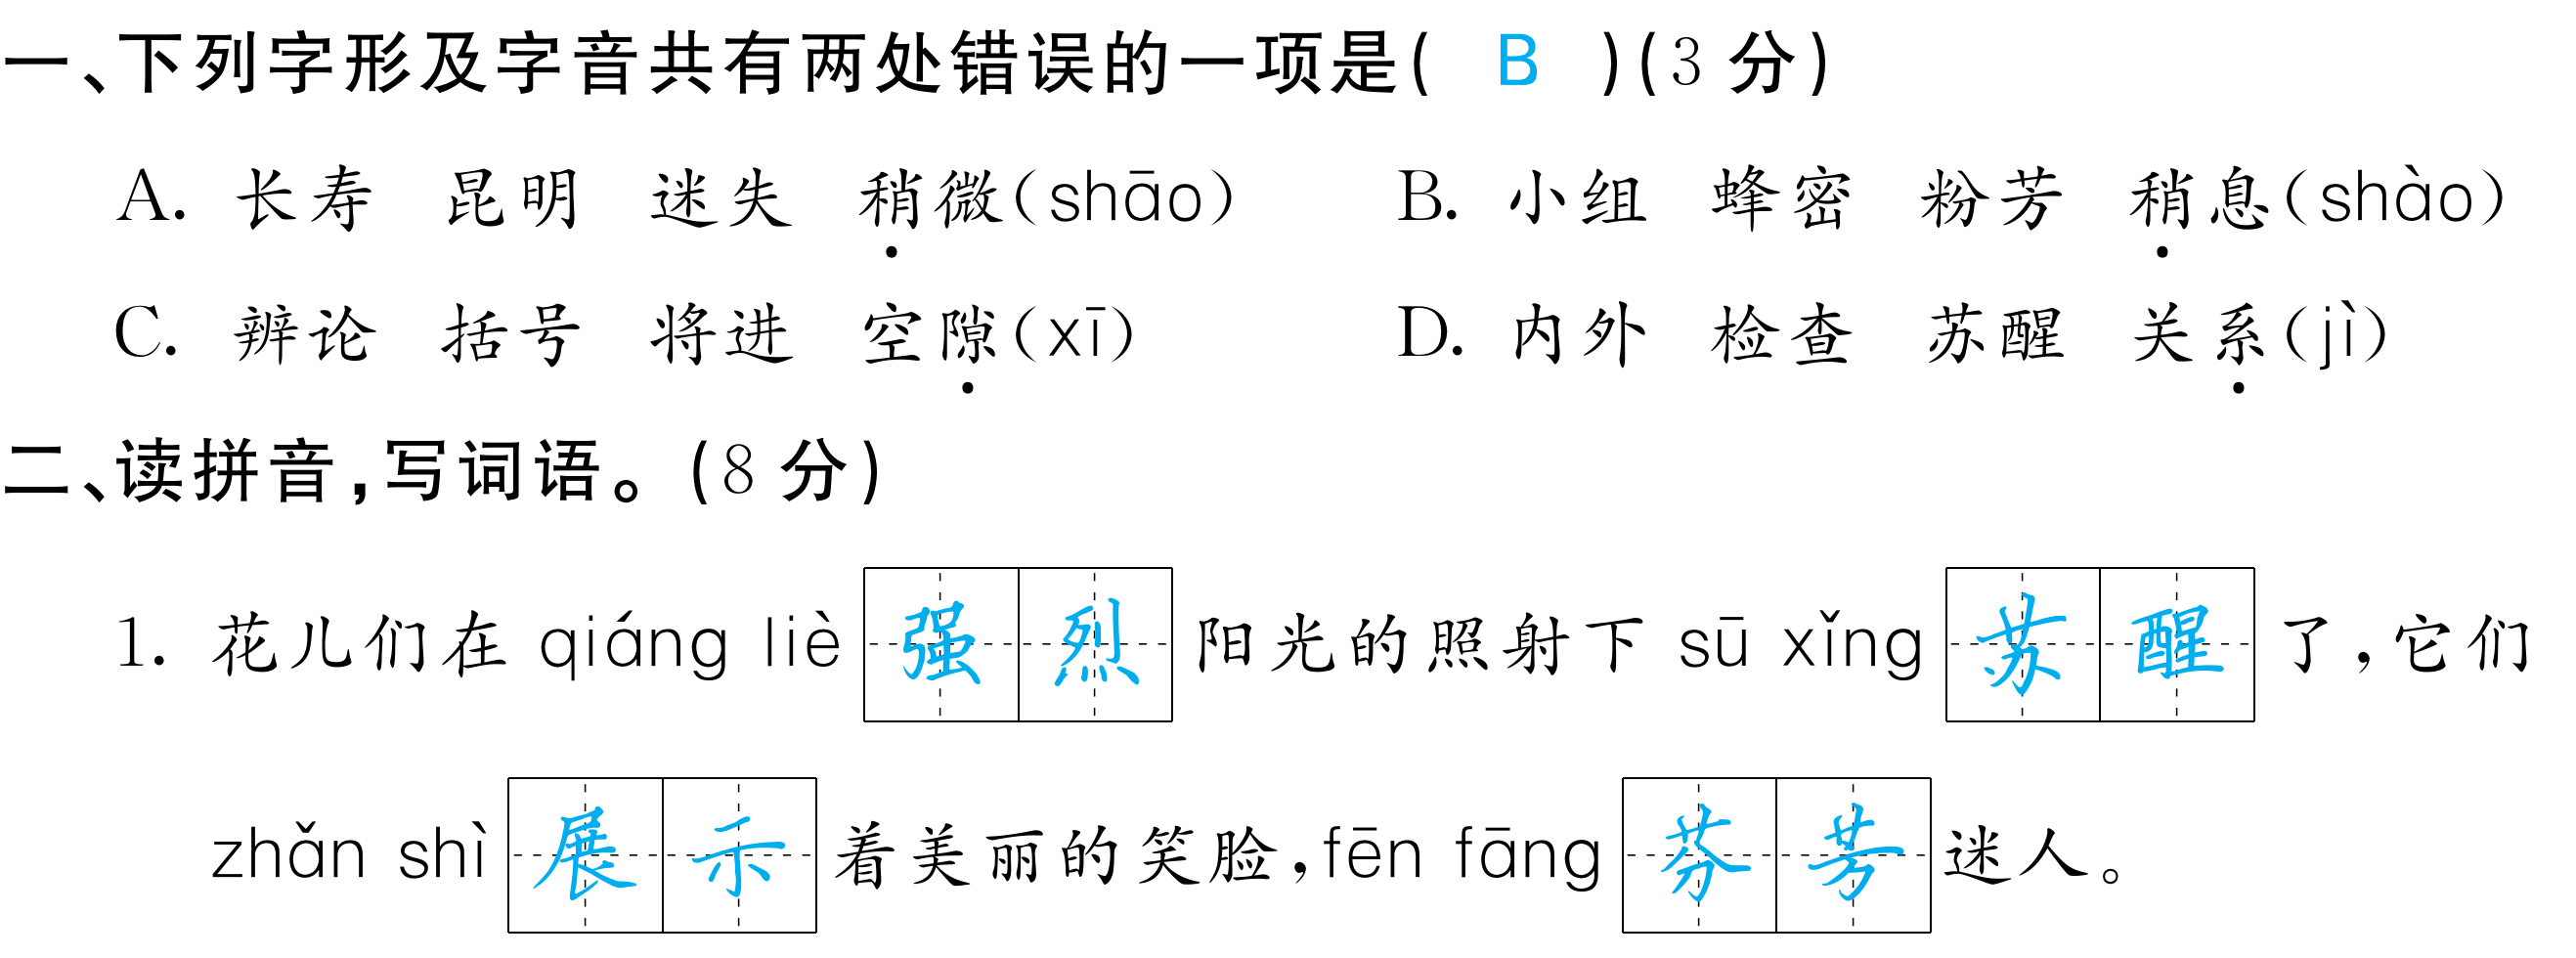 一、下列字形及字音共有两处错误的一项是( B )(3 分)
A. 长寿 昆明 迷失 稍微(shāo) B. 小组 蜂密 粉芳 稍息(shào)
C. 辨论 括号 将进 空隙(xī) D. 内外 检查 苏醒 关系(jì)
二、读拼音,写词语。(8 分)
1. 花儿们在 qiáng liè 强烈 阳光的照射下 sū xǐng 苏醒 了,它们
zhǎn shì 展示 着美丽的笑脸,fēn fāng 芬芳 迷人。